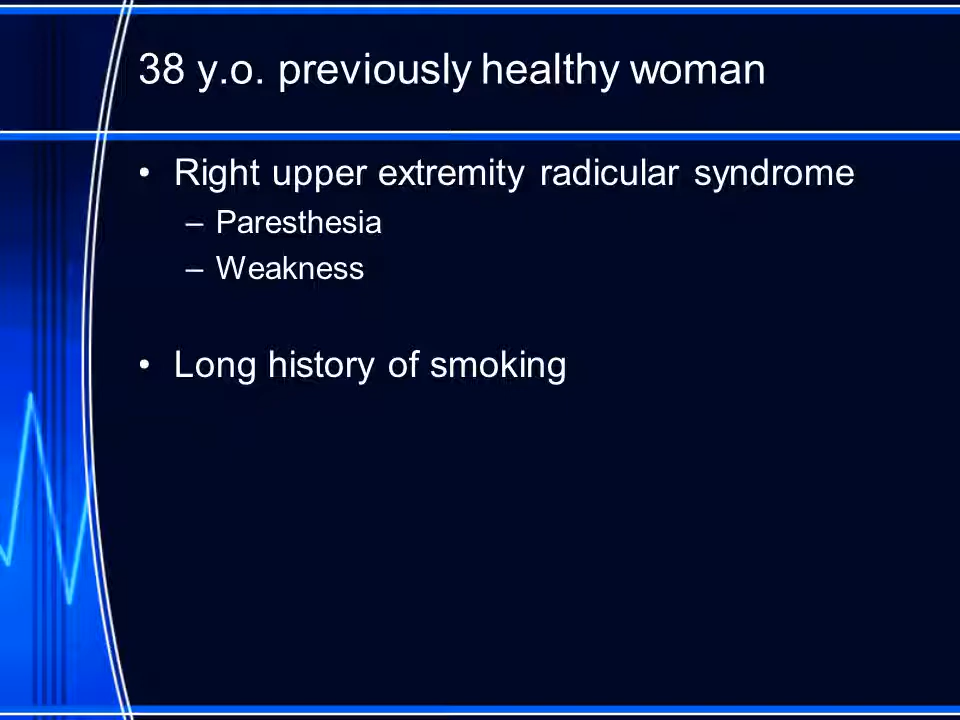 38 y.o. previously healthy woman
• Right upper extremity radicular syndrome
– Paresthesia
– Weakness
• Long history of smoking